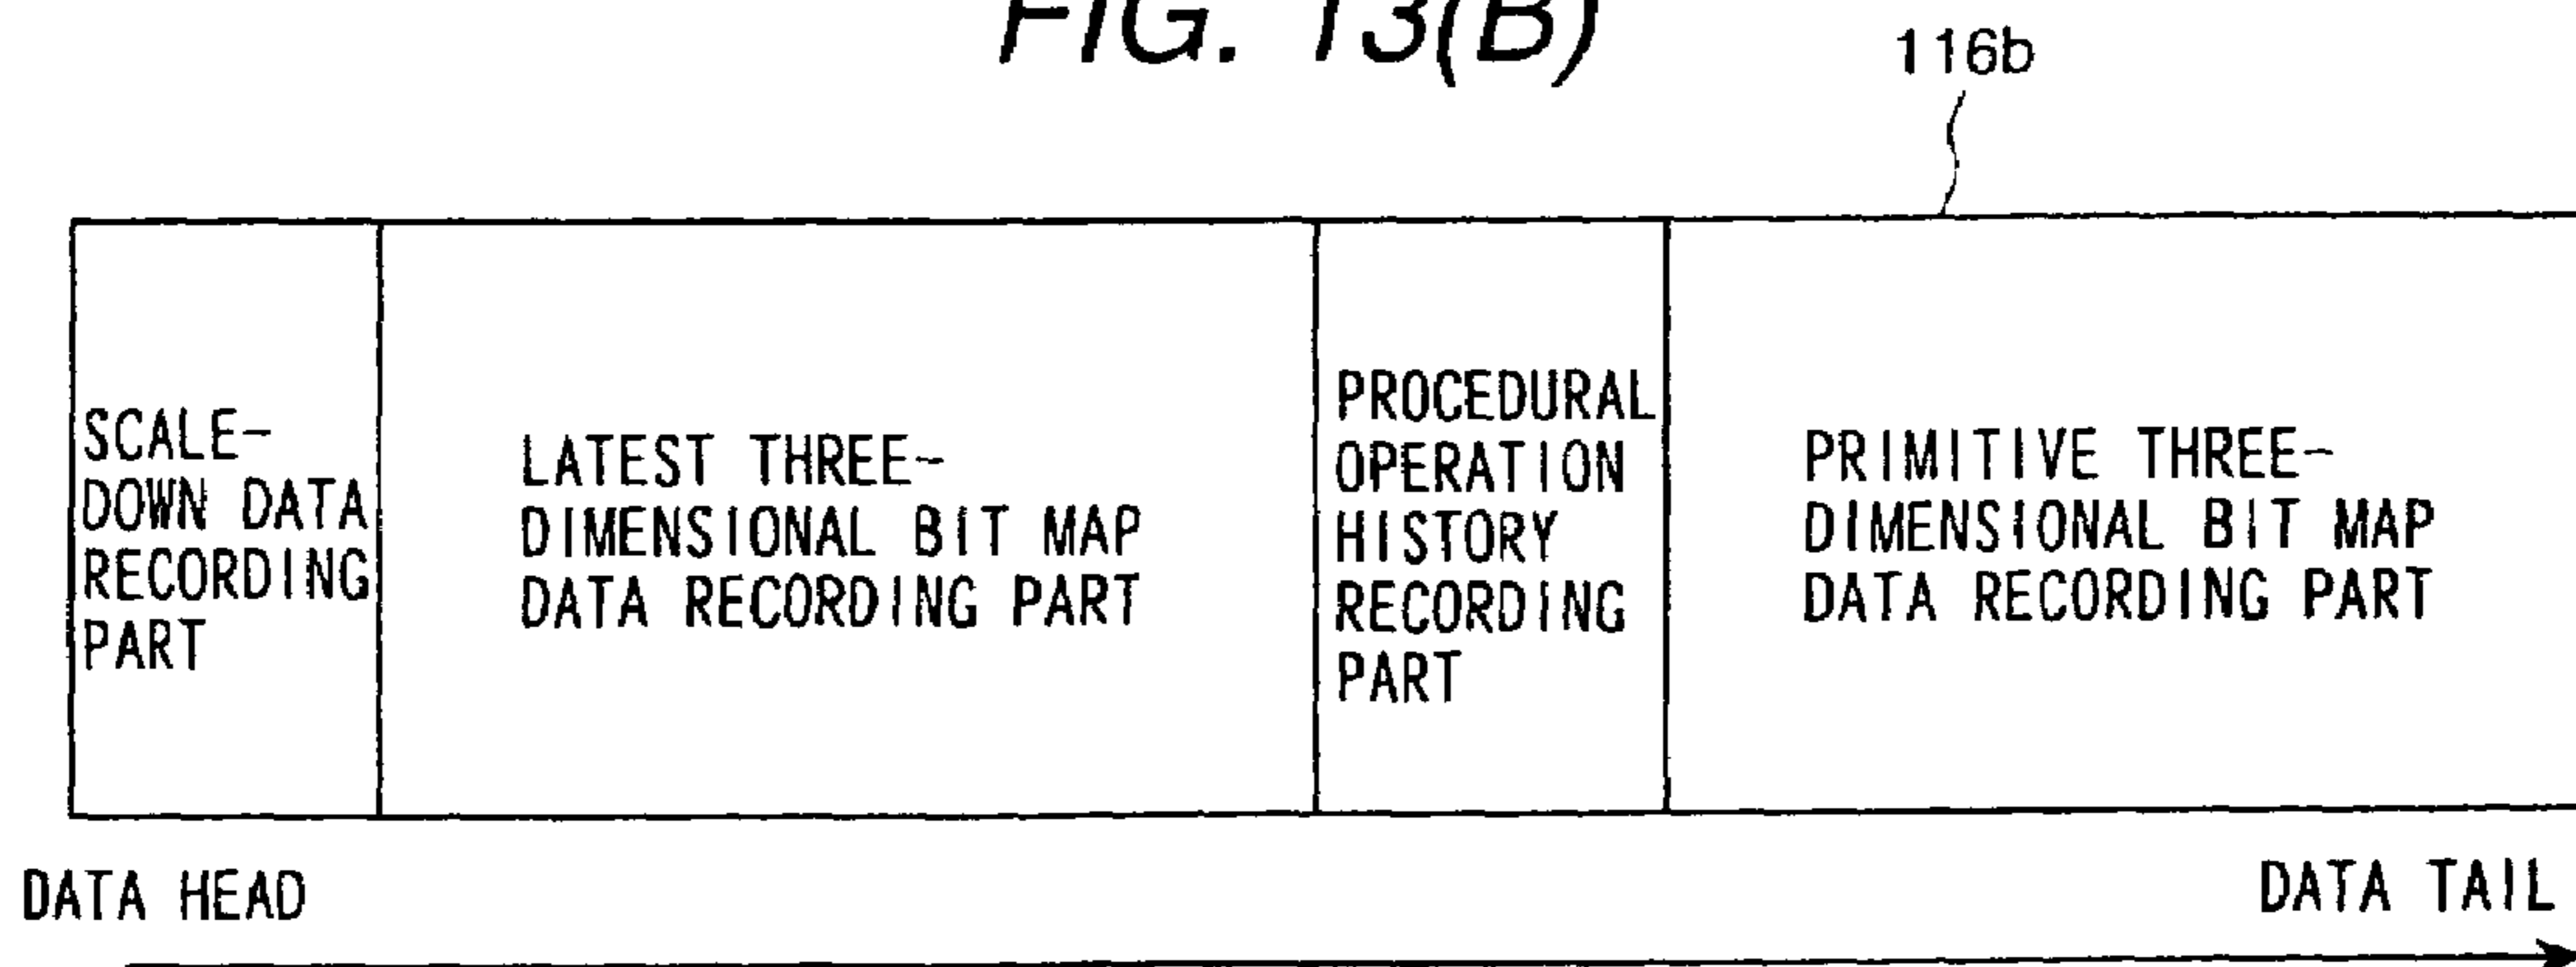 FIG. 13(B)
116b
SCALE-
DOWN DATA
RECORDING
PART
LATEST THREE-
DIMENSIONAL BIT MAP
DATA RECORDING PART
PROCEDURAL
OPERATION
HISTORY
RECORDING
PART
PRIMITIVE THREE-
DIMENSIONAL BIT MAP
DATA RECORDING PART
DATA HEAD
DATA TAIL